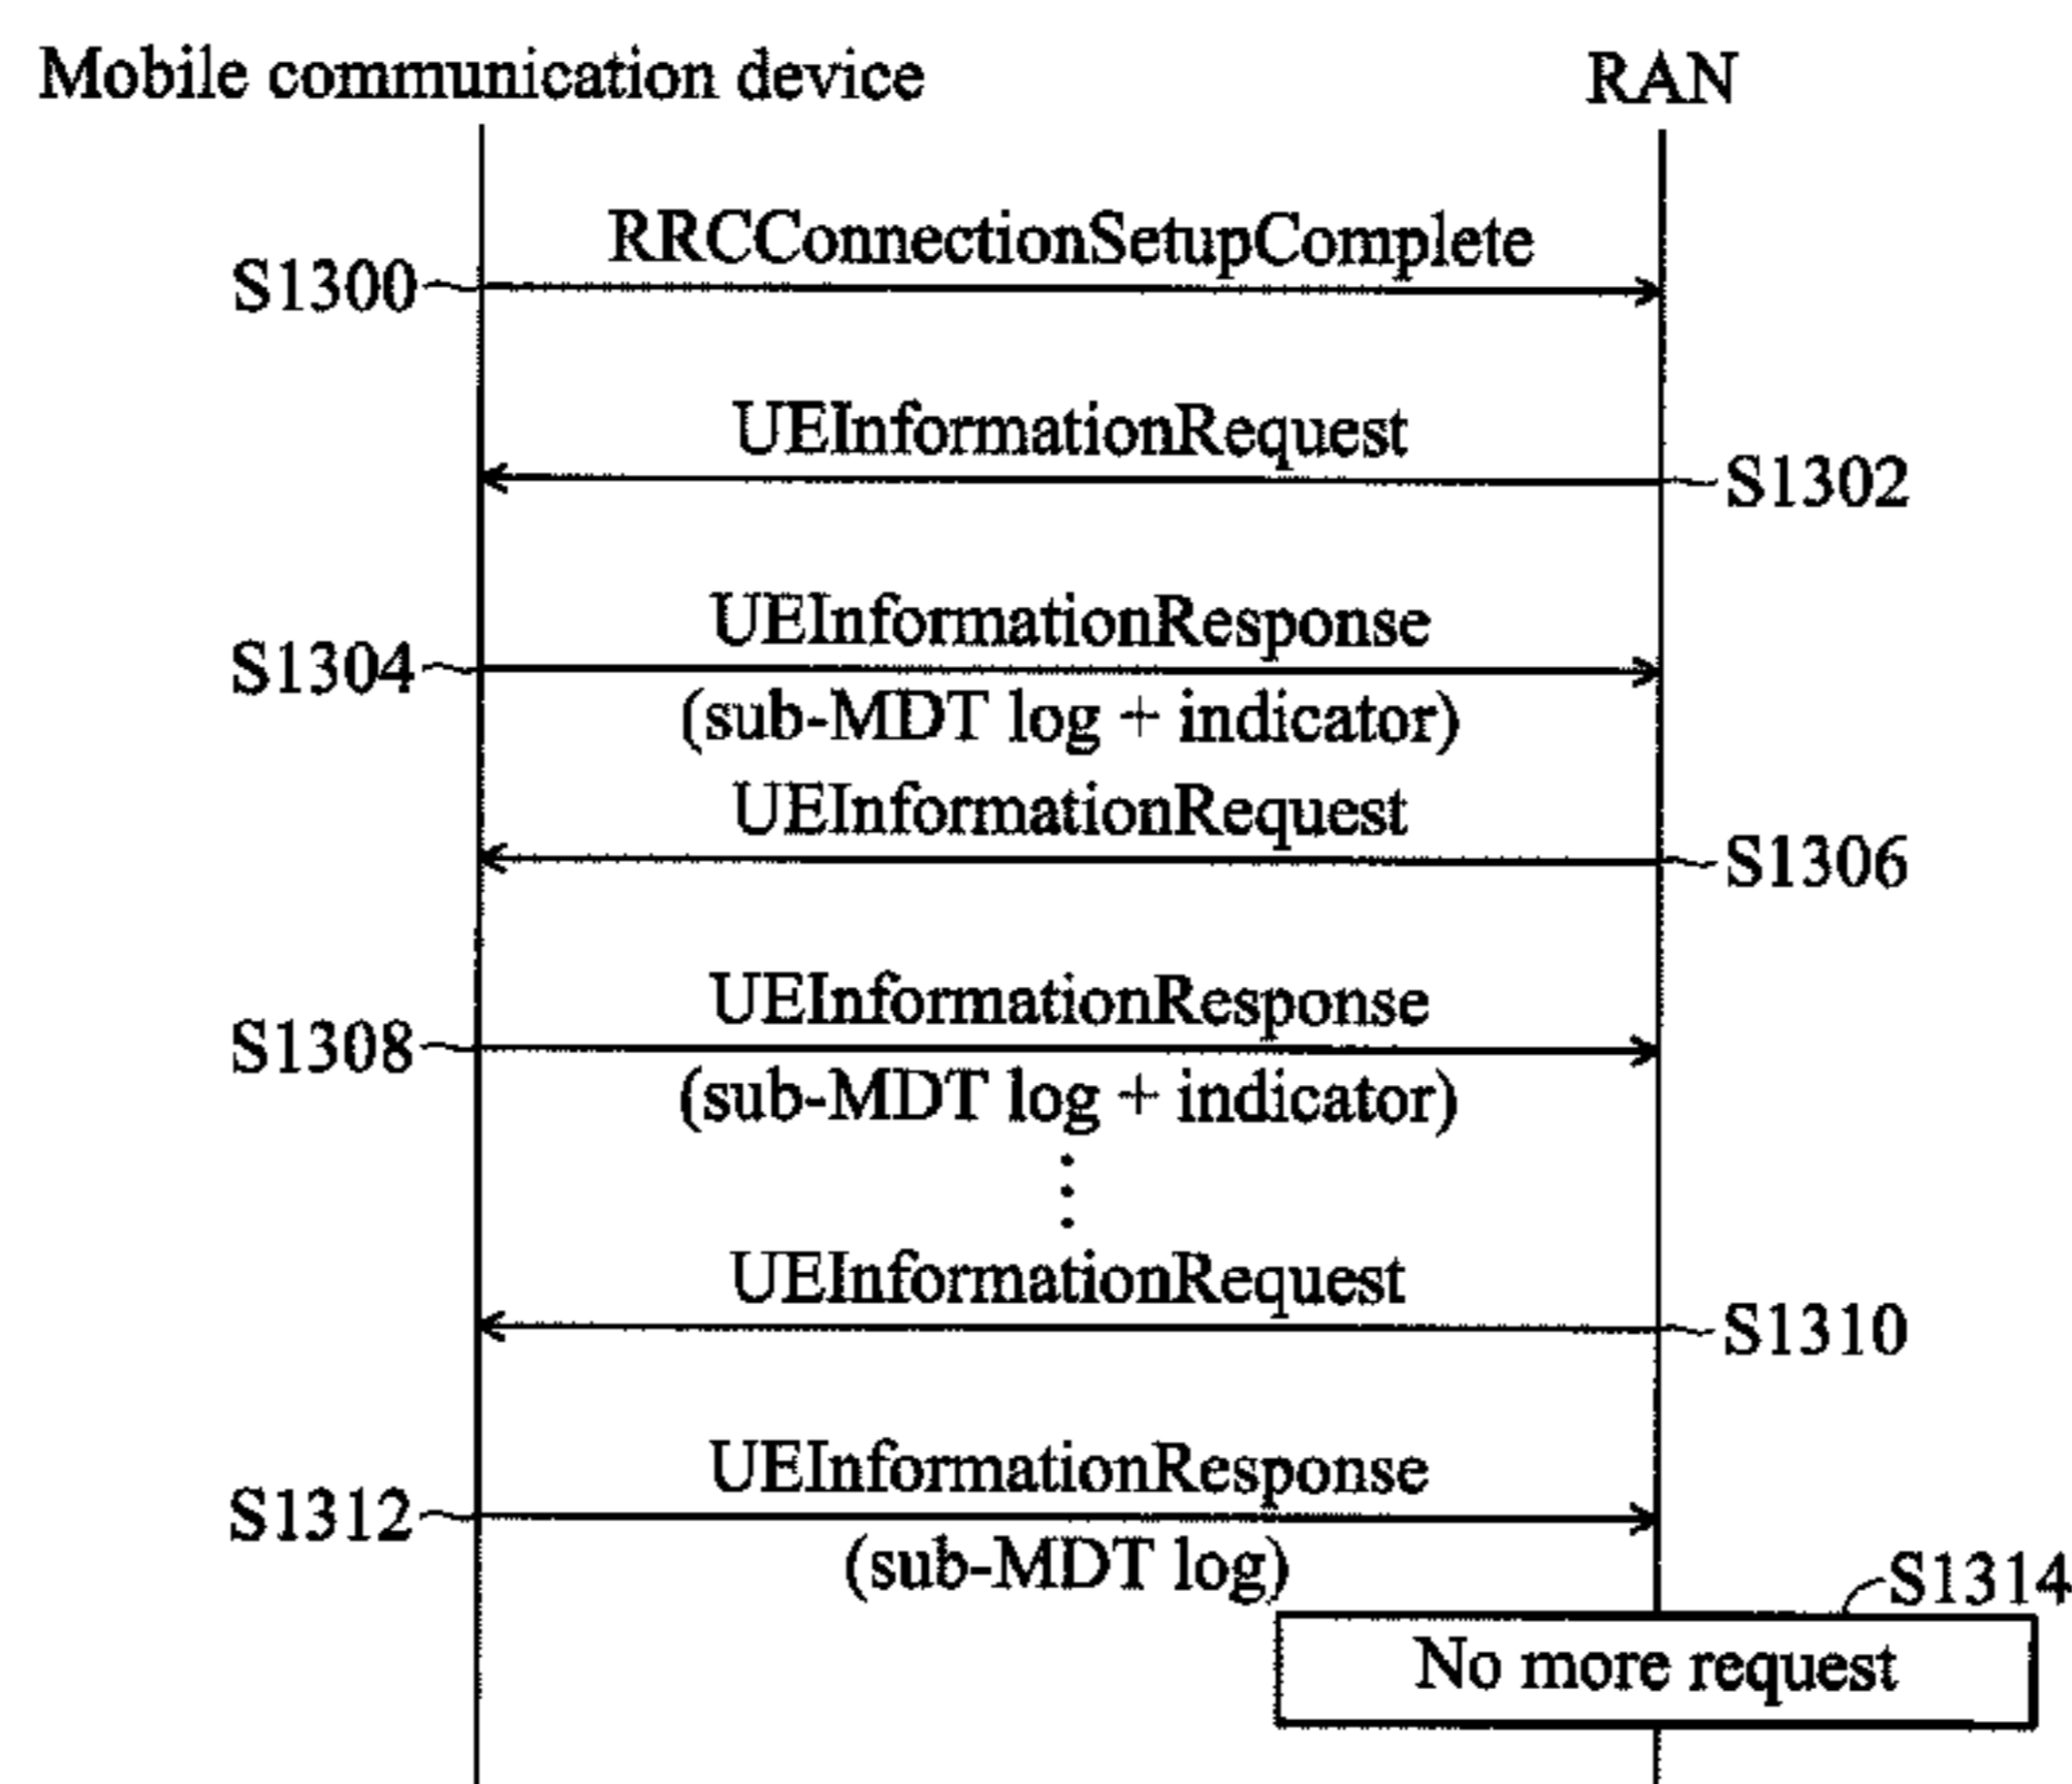 Mobile communication device
RAN
RRCConnectionSetupComplete
S1300
UEInformationRequest
S1302
UEInformationResponse
S1304
(sub-MDT log + indicator)
UEInformationRequest
S1306
UEInformationResponse
S1308
(sub-MDT log + indicator)
UEInformationRequest
S1310
UEInformationResponse
S1312
(sub-MDT log)
S1314
No more request